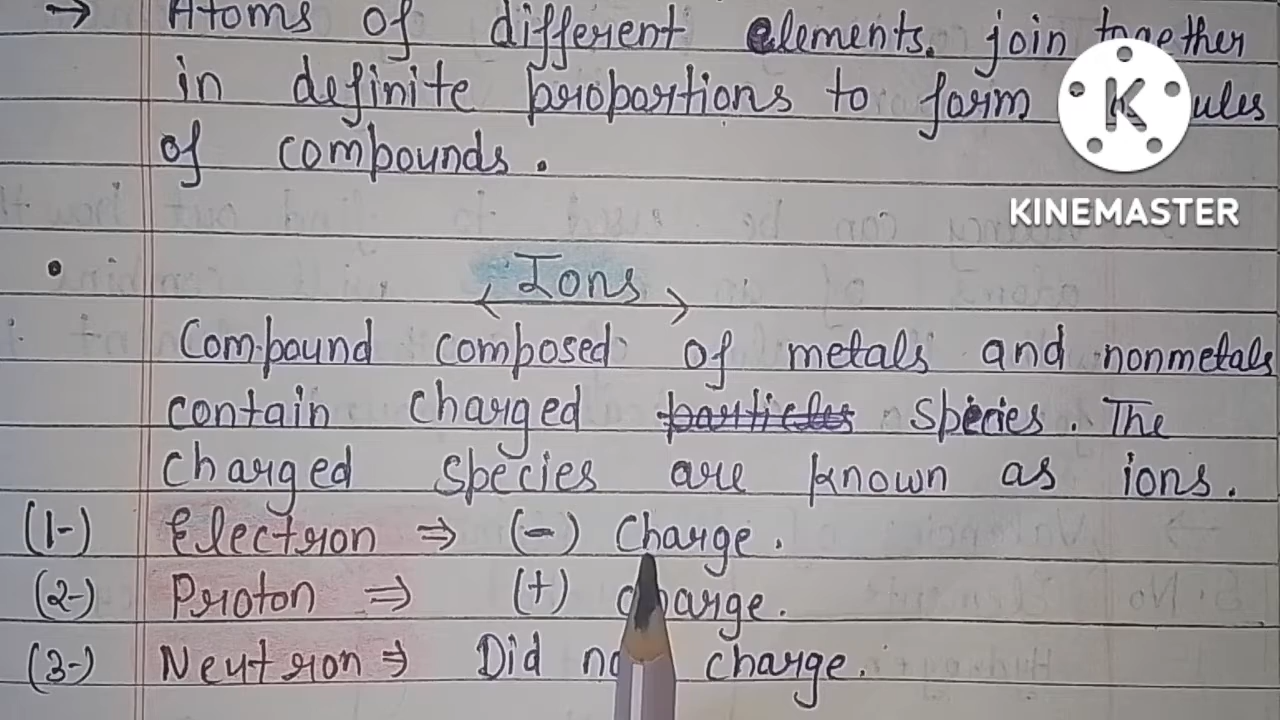 → Atoms of different elements. join together
in definite proportions to form ules
of compounds.
• Ions
Compound composed of metals and nonmetals
contain charged particles species. The
charged species are known as ions.
(1-) Electron ⇒ (-) Charge.
(2-) Proton ⇒ (+) charge.
(3-) Neutron ⇒ Did no charge.
K
KINEMASTER